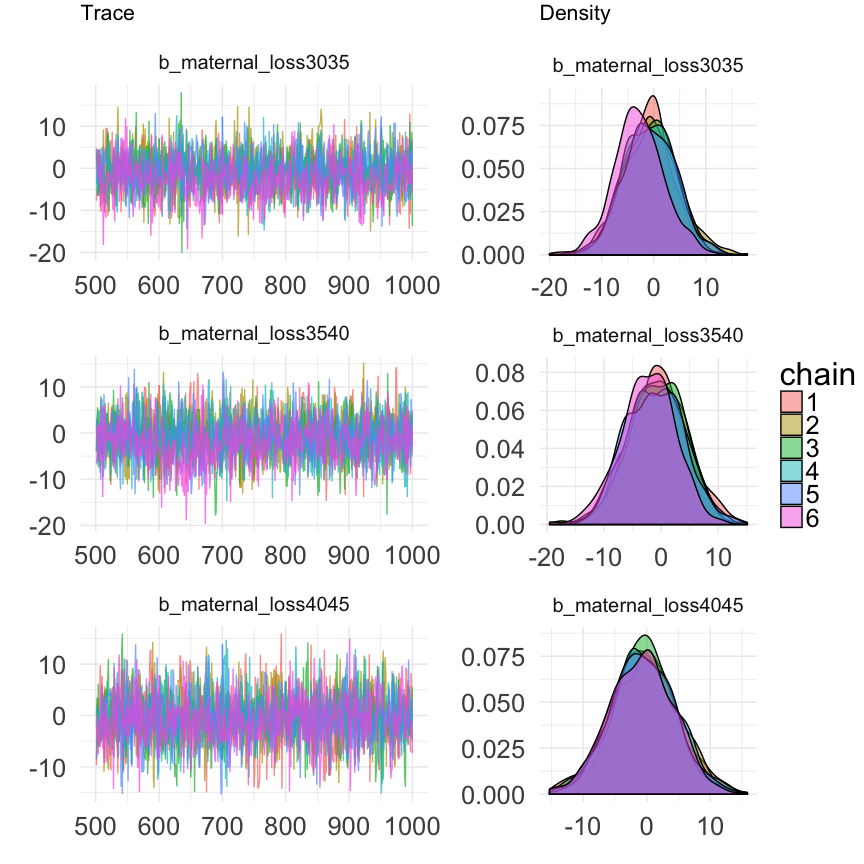 Trace
Density
b_maternal_loss3035
b_maternal_loss3035
10
0
-10
-20
500 600 700 800 900 1000
0.075
0.050
0.025
0.000
-20 -10 0 10
b_maternal_loss3540
b_maternal_loss3540
10
0
-10
-20
500 600 700 800 900 1000
0.08
0.06
0.04
0.02
0.00
-20 -10 0 10
chain
1
2
3
4
5
6
b_maternal_loss4045
b_maternal_loss4045
10
0
-10
500 600 700 800 900 1000
0.075
0.050
0.025
0.000
-10 0 10